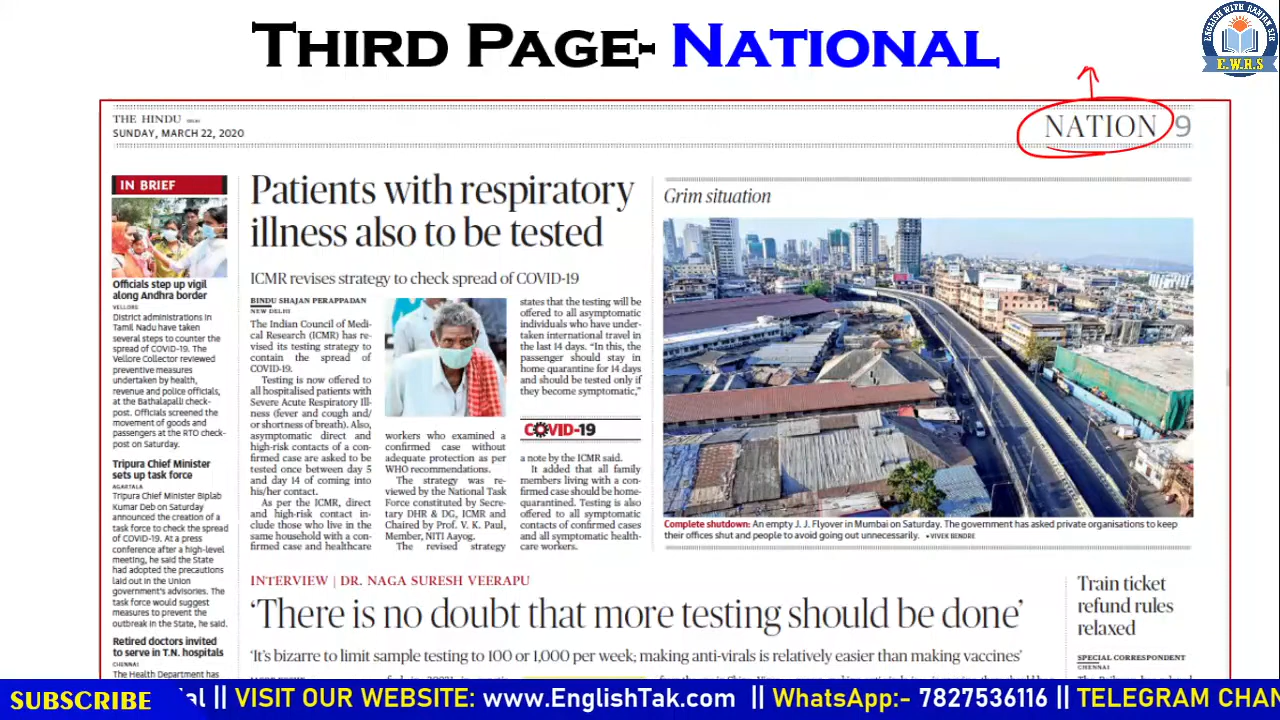 THIRD PAGE- NATIONAL
ENGLISH WITH RANJAN SIR
E.W.R.S
THE HINDU
SUNDAY, MARCH 22, 2020
NATION 9
IN BRIEF
Officials step up vigil
along Andhra border
VELLORE
District administrations in
Tamil Nadu have taken
several steps to counter the
spread of COVID-19. The
Vellore Collector reviewed
preventive measures
undertaken by health,
revenue and police officials,
at the Bathalapalli check-
post. Officials screened the
movement of goods and
passengers at the RTO check-
post on Saturday.
Tripura Chief Minister
sets up task force
AGARTALA
Tripura Chief Minister Biplab
Kumar Deb on Saturday
announced the creation of a
task force to check the spread
of COVID-19. At a press
conference after a high-level
meeting, he said the State
had adopted the precautions
laid out in the Union
government's advisories. The
task force would suggest
measures to prevent the
outbreak in the State, he said.
Retired doctors invited
to serve in T.N. hospitals
CHENNAI
The Health Department has
Patients with respiratory
illness also to be tested
ICMR revises strategy to check spread of COVID-19
BINDU SHAJAN PERAPPADAN
NEW DELHI
The Indian Council of Medi-
cal Research (ICMR) has re-
vised its testing strategy to
contain the spread of
COVID-19.
Testing is now offered to
all hospitalised patients with
Severe Acute Respiratory Ill-
ness (fever and cough and/
or shortness of breath). Also,
asymptomatic direct and
high-risk contacts of a con-
firmed case are asked to be
tested once between day 5
and day 14 of coming into
his/her contact.
As per the ICMR, direct
and high-risk contact in-
clude those who live in the
same household with a con-
firmed case and healthcare
workers who examined a
confirmed case without
adequate protection as per
WHO recommendations.
The strategy was re-
viewed by the National Task
Force constituted by Secre-
tary DHR & DG, ICMR and
Chaired by Prof. V. K. Paul,
Member, NITI Aayog.
The revised strategy
states that the testing will be
offered to all asymptomatic
individuals who have under-
taken international travel in
the last 14 days. "In this, the
passenger should stay in
home quarantine for 14 days
and should be tested only if
they become symptomatic,"
COVID-19
a note by the ICMR said.
It added that all family
members living with a con-
firmed case should be home-
quarantined. Testing is also
offered to all symptomatic
contacts of confirmed cases
and all symptomatic health-
care workers.
Grim situation
Complete shutdown: An empty J. J. Flyover in Mumbai on Saturday. The government has asked private organisations to keep
their offices shut and people to avoid going out unnecessarily. • VIVEK BENDRE
INTERVIEW | DR. NAGA SURESH VEERAPU
'There is no doubt that more testing should be done'
'It's bizarre to limit sample testing to 100 or 1,000 per week; making anti-virals is relatively easier than making vaccines'
Train ticket
refund rules
relaxed
SPECIAL CORRESPONDENT
CHENNAI
SUBSCRIBE al || VISIT OUR WEBSITE: www.EnglishTak.com || WhatsApp:- 7827536116 || TELEGRAM CHAN